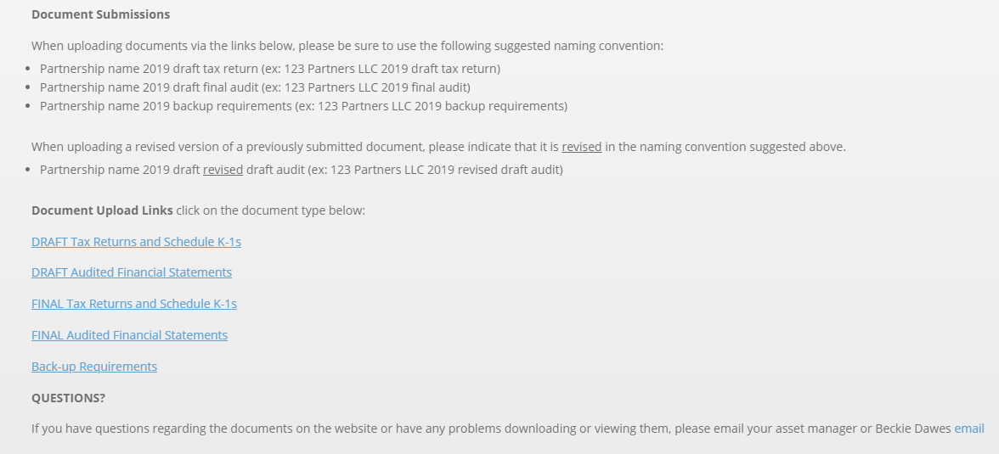 Document Submissions
When uploading documents via the links below, please be sure to use the following suggested naming convention:
• Partnership name 2019 draft tax return (ex: 123 Partners LLC 2019 draft tax return)
• Partnership name 2019 draft final audit (ex: 123 Partners LLC 2019 final audit)
• Partnership name 2019 backup requirements (ex: 123 Partners LLC 2019 backup requirements)
When uploading a revised version of a previously submitted document, please indicate that it is revised in the naming convention suggested above.
• Partnership name 2019 draft revised draft audit (ex: 123 Partners LLC 2019 revised draft audit)
Document Upload Links click on the document type below:
DRAFT Tax Returns and Schedule K-1s
DRAFT Audited Financial Statements
FINAL Tax Returns and Schedule K-1s
FINAL Audited Financial Statements
Back-up Requirements
QUESTIONS?
If you have questions regarding the documents on the website or have any problems downloading or viewing them, please email your asset manager or Beckie Dawes email